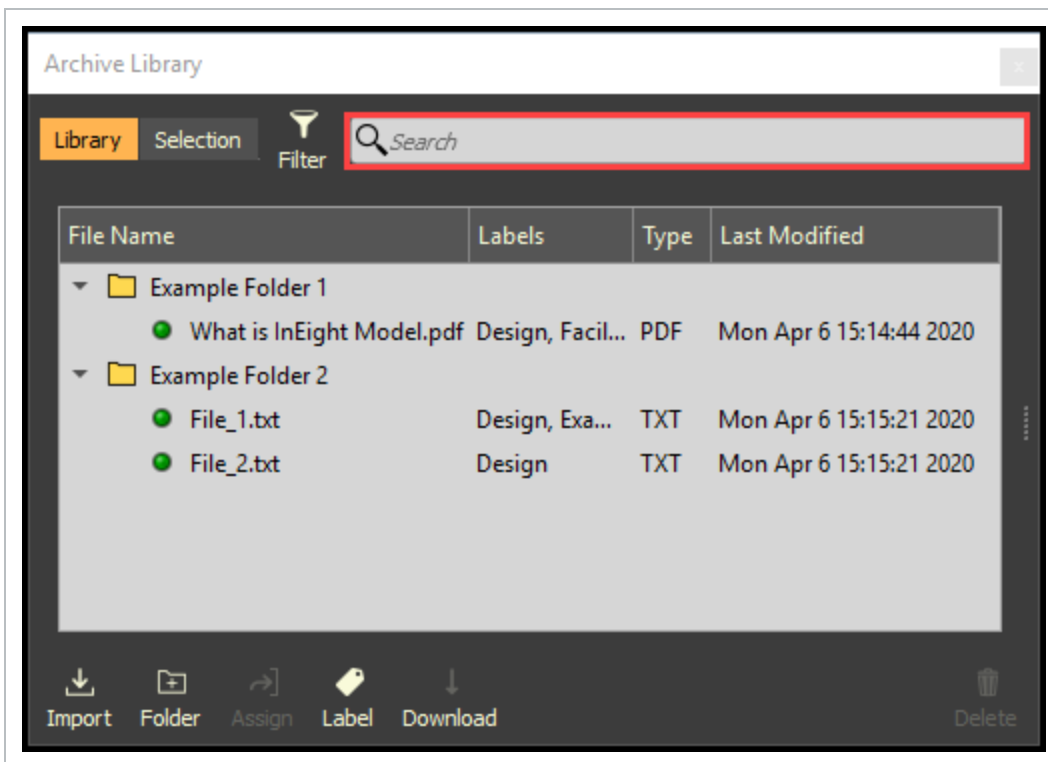 Archive Library
x
Library Selection Filter Search
File Name Labels Type Last Modified
Example Folder 1
What is InEight Model.pdf Design, Facil... PDF Mon Apr 6 15:14:44 2020
Example Folder 2
File_1.txt Design, Exa... TXT Mon Apr 6 15:15:21 2020
File_2.txt Design TXT Mon Apr 6 15:15:21 2020
Import Folder Assign Label Download Delete